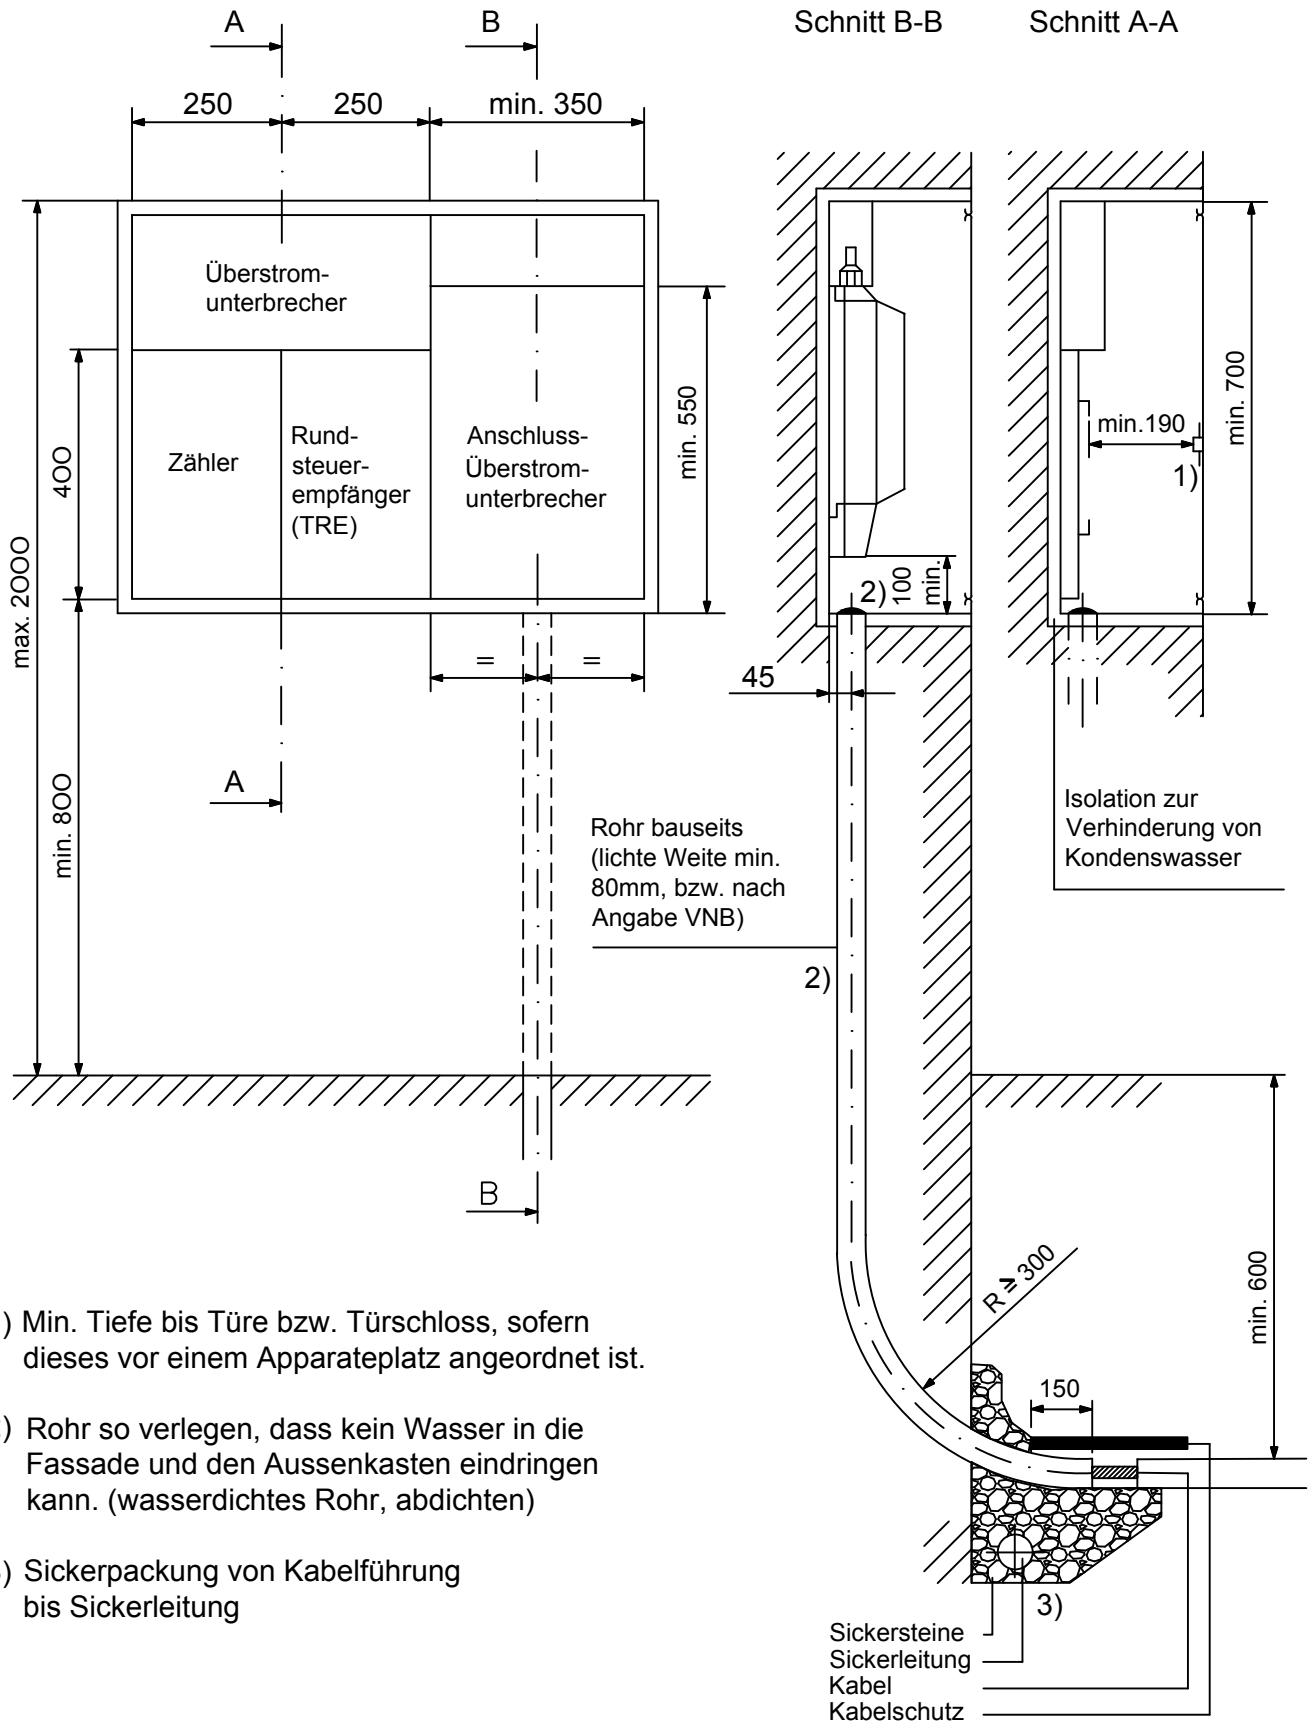 A
B
Schnitt B-B
Schnitt A-A
250
250
min. 350
Überstrom-
unterbrecher
Zähler
Rund-
steuer-
empfänger
(TRE)
Anschluss-
Überstrom-
unterbrecher
400
max. 2000
min. 800
min. 550
=
=
A
B
2)
100
min.
45
min.190
1)
min. 700
Rohr bauseits
(lichte Weite min.
80mm, bzw. nach
Angabe VNB)
2)
Isolation zur
Verhinderung von
Kondenswasser
R ≥ 300
150
min. 600
3)
Sickersteine
Sickerleitung
Kabel
Kabelschutz
) Min. Tiefe bis Türe bzw. Türschloss, sofern
dieses vor einem Apparateplatz angeordnet ist.
) Rohr so verlegen, dass kein Wasser in die
Fassade und den Aussenkasten eindringen
kann. (wasserdichtes Rohr, abdichten)
) Sickerpackung von Kabelführung
bis Sickerleitung